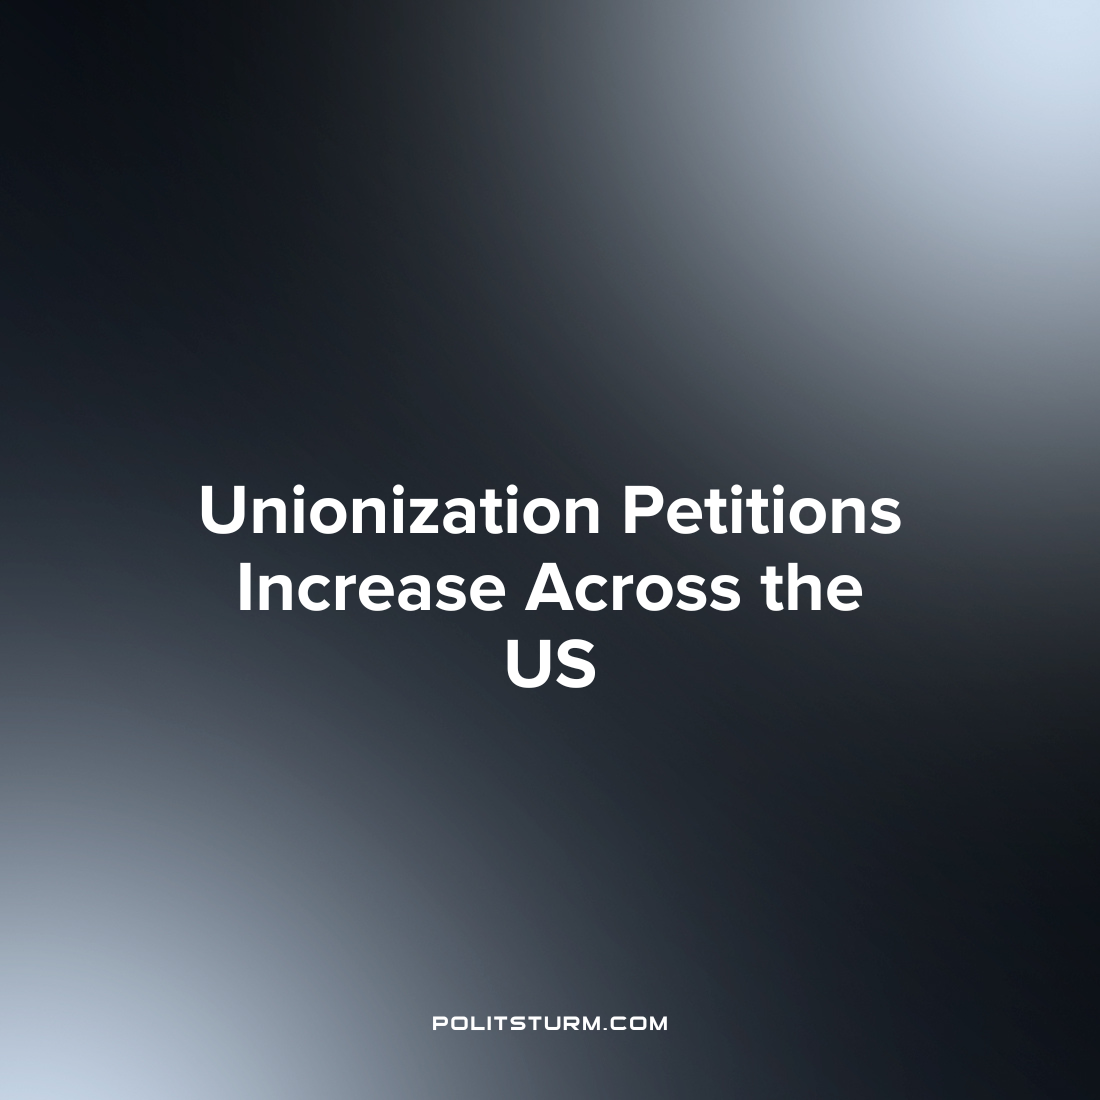 Unionization Petitions
Increase Across the
US
POLITSTURM.COM